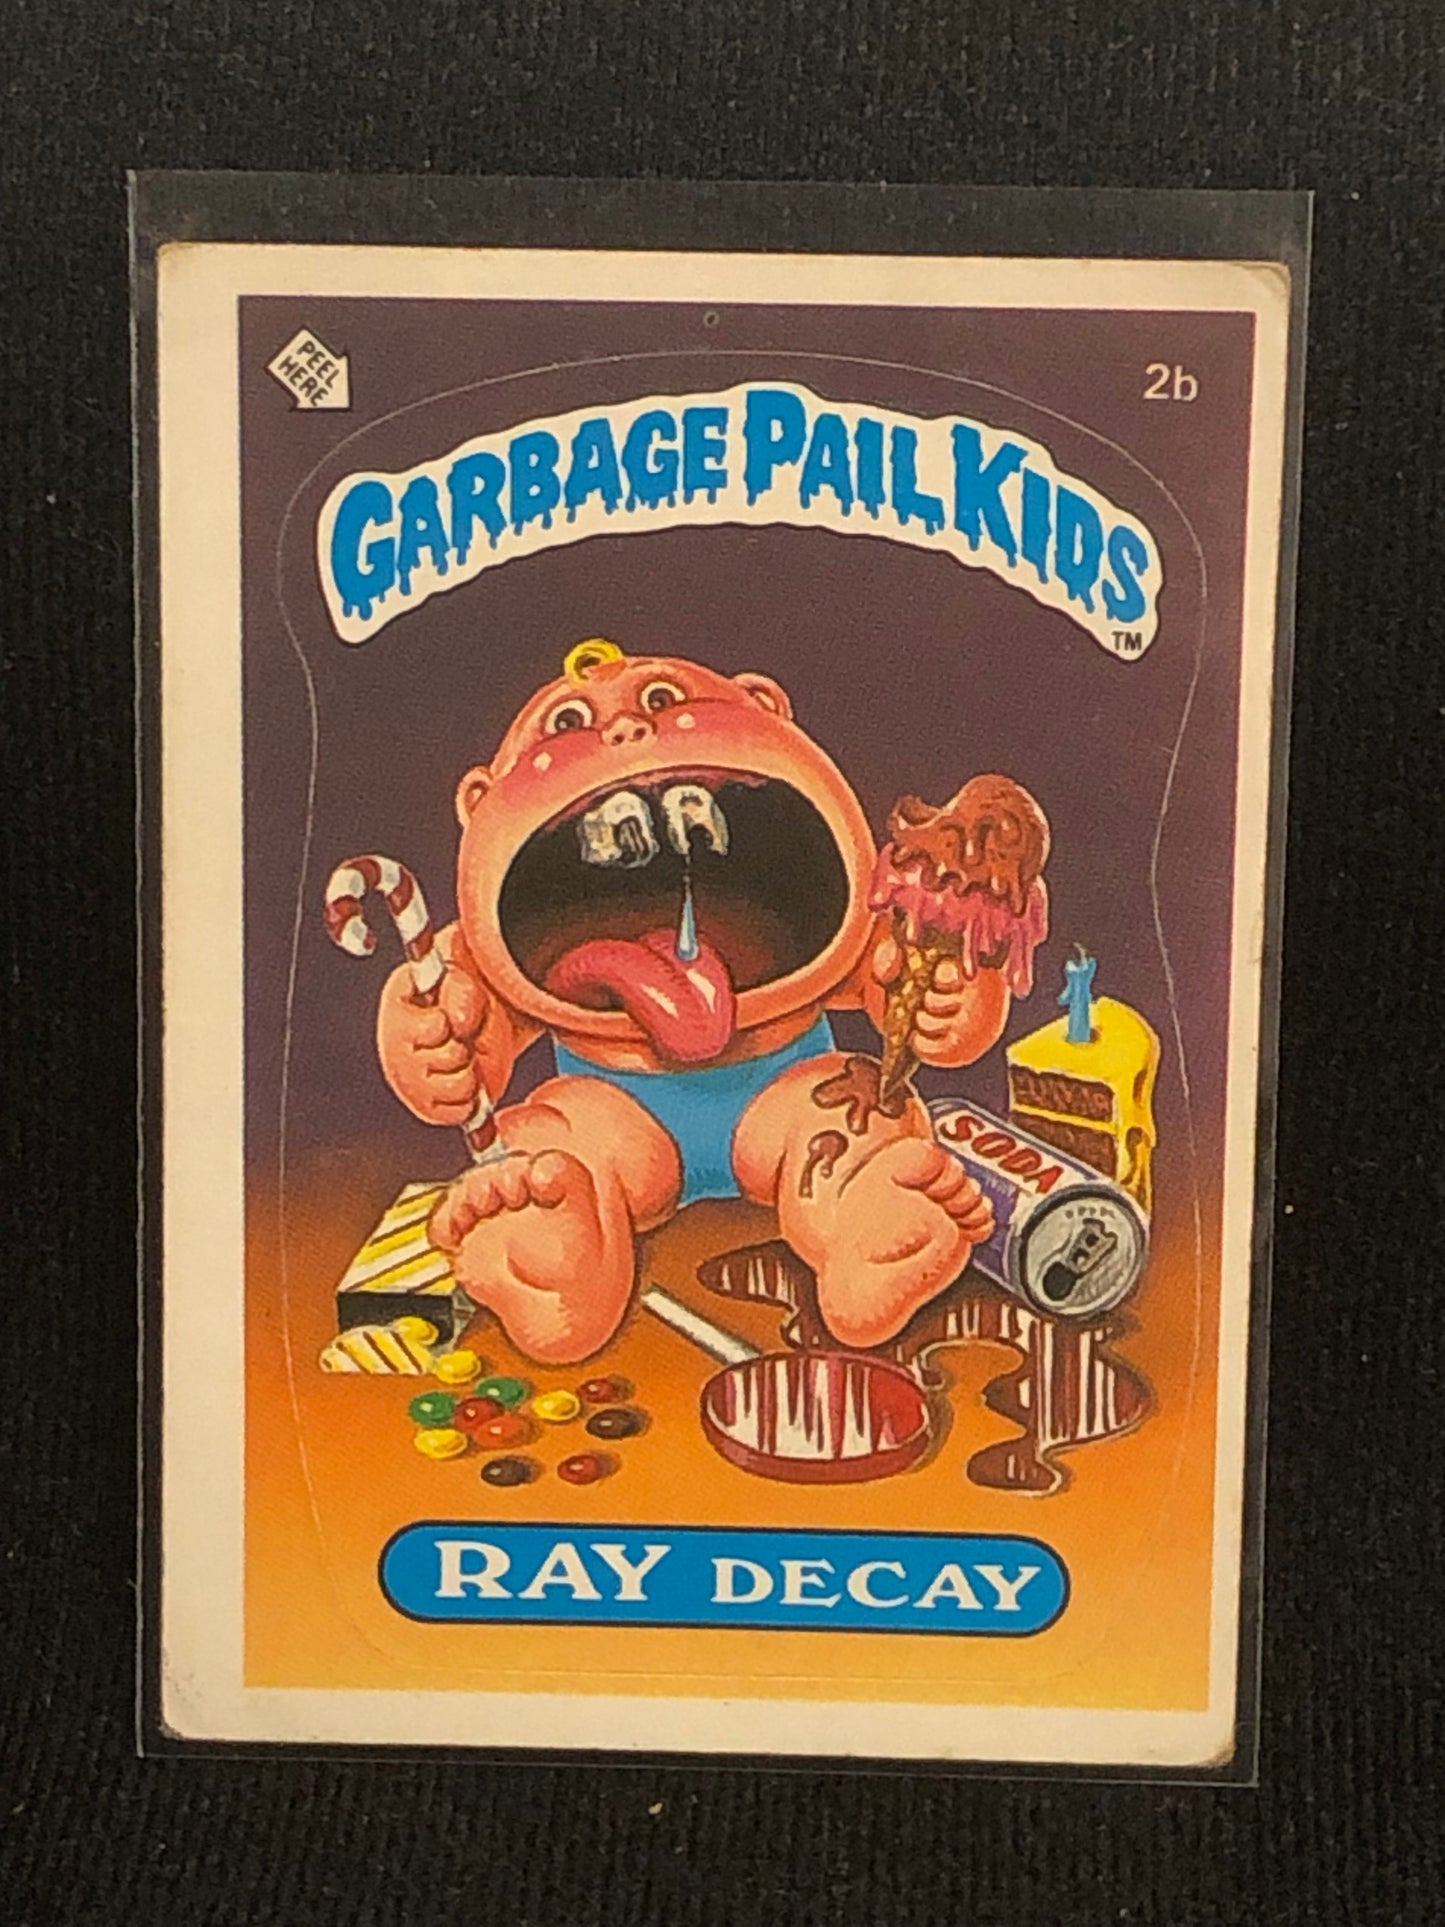 PEEL
HERE
2b
GARBAGE PAIL KIDS
TM
SODA
RAY DECAY